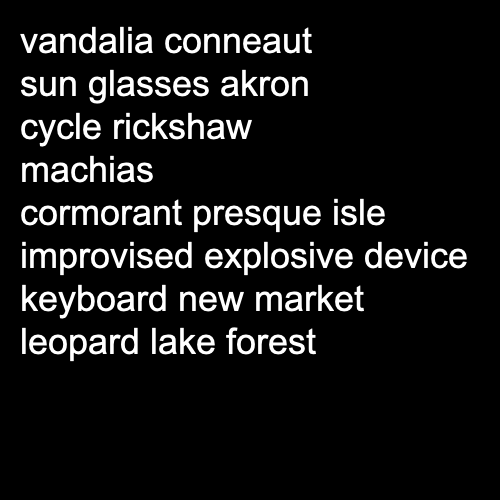 vandalia conneaut
sun glasses akron
cycle rickshaw
machias
cormorant presque isle
improvised explosive device
keyboard new market
leopard lake forest